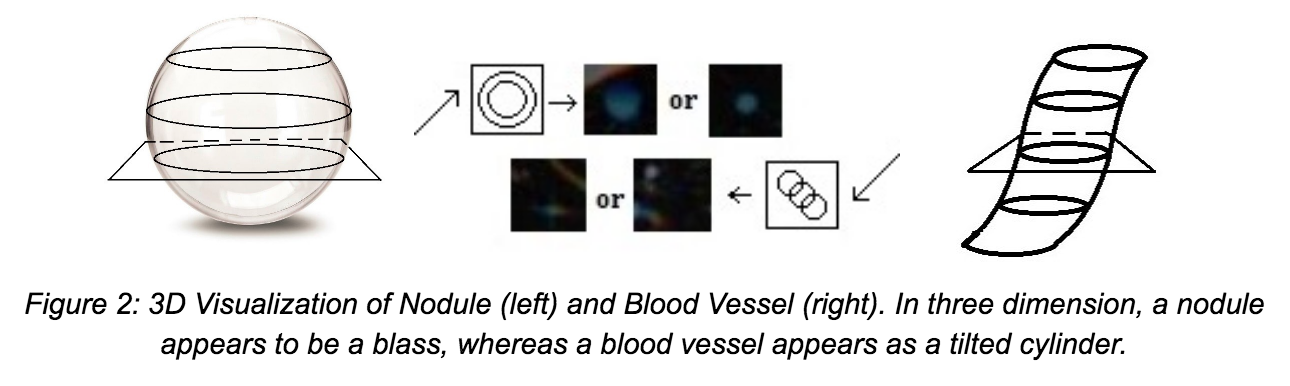 or
or
Figure 2: 3D Visualization of Nodule (left) and Blood Vessel (right). In three dimension, a nodule
appears to be a blass, whereas a blood vessel appears as a tilted cylinder.